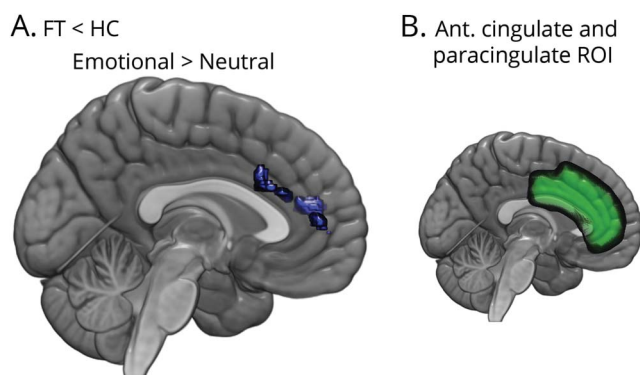 A. FT < HC
Emotional > Neutral
B. Ant. cingulate and
paracingulate ROI